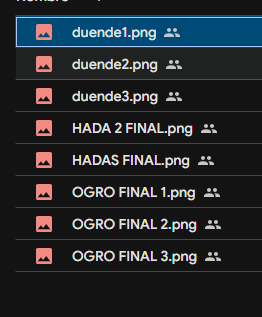 duende1.png
duende2.png
duende3.png
HADA 2 FINAL.png
HADAS FINAL.png
OGRO FINAL 1.png
OGRO FINAL 2.png
OGRO FINAL 3.png